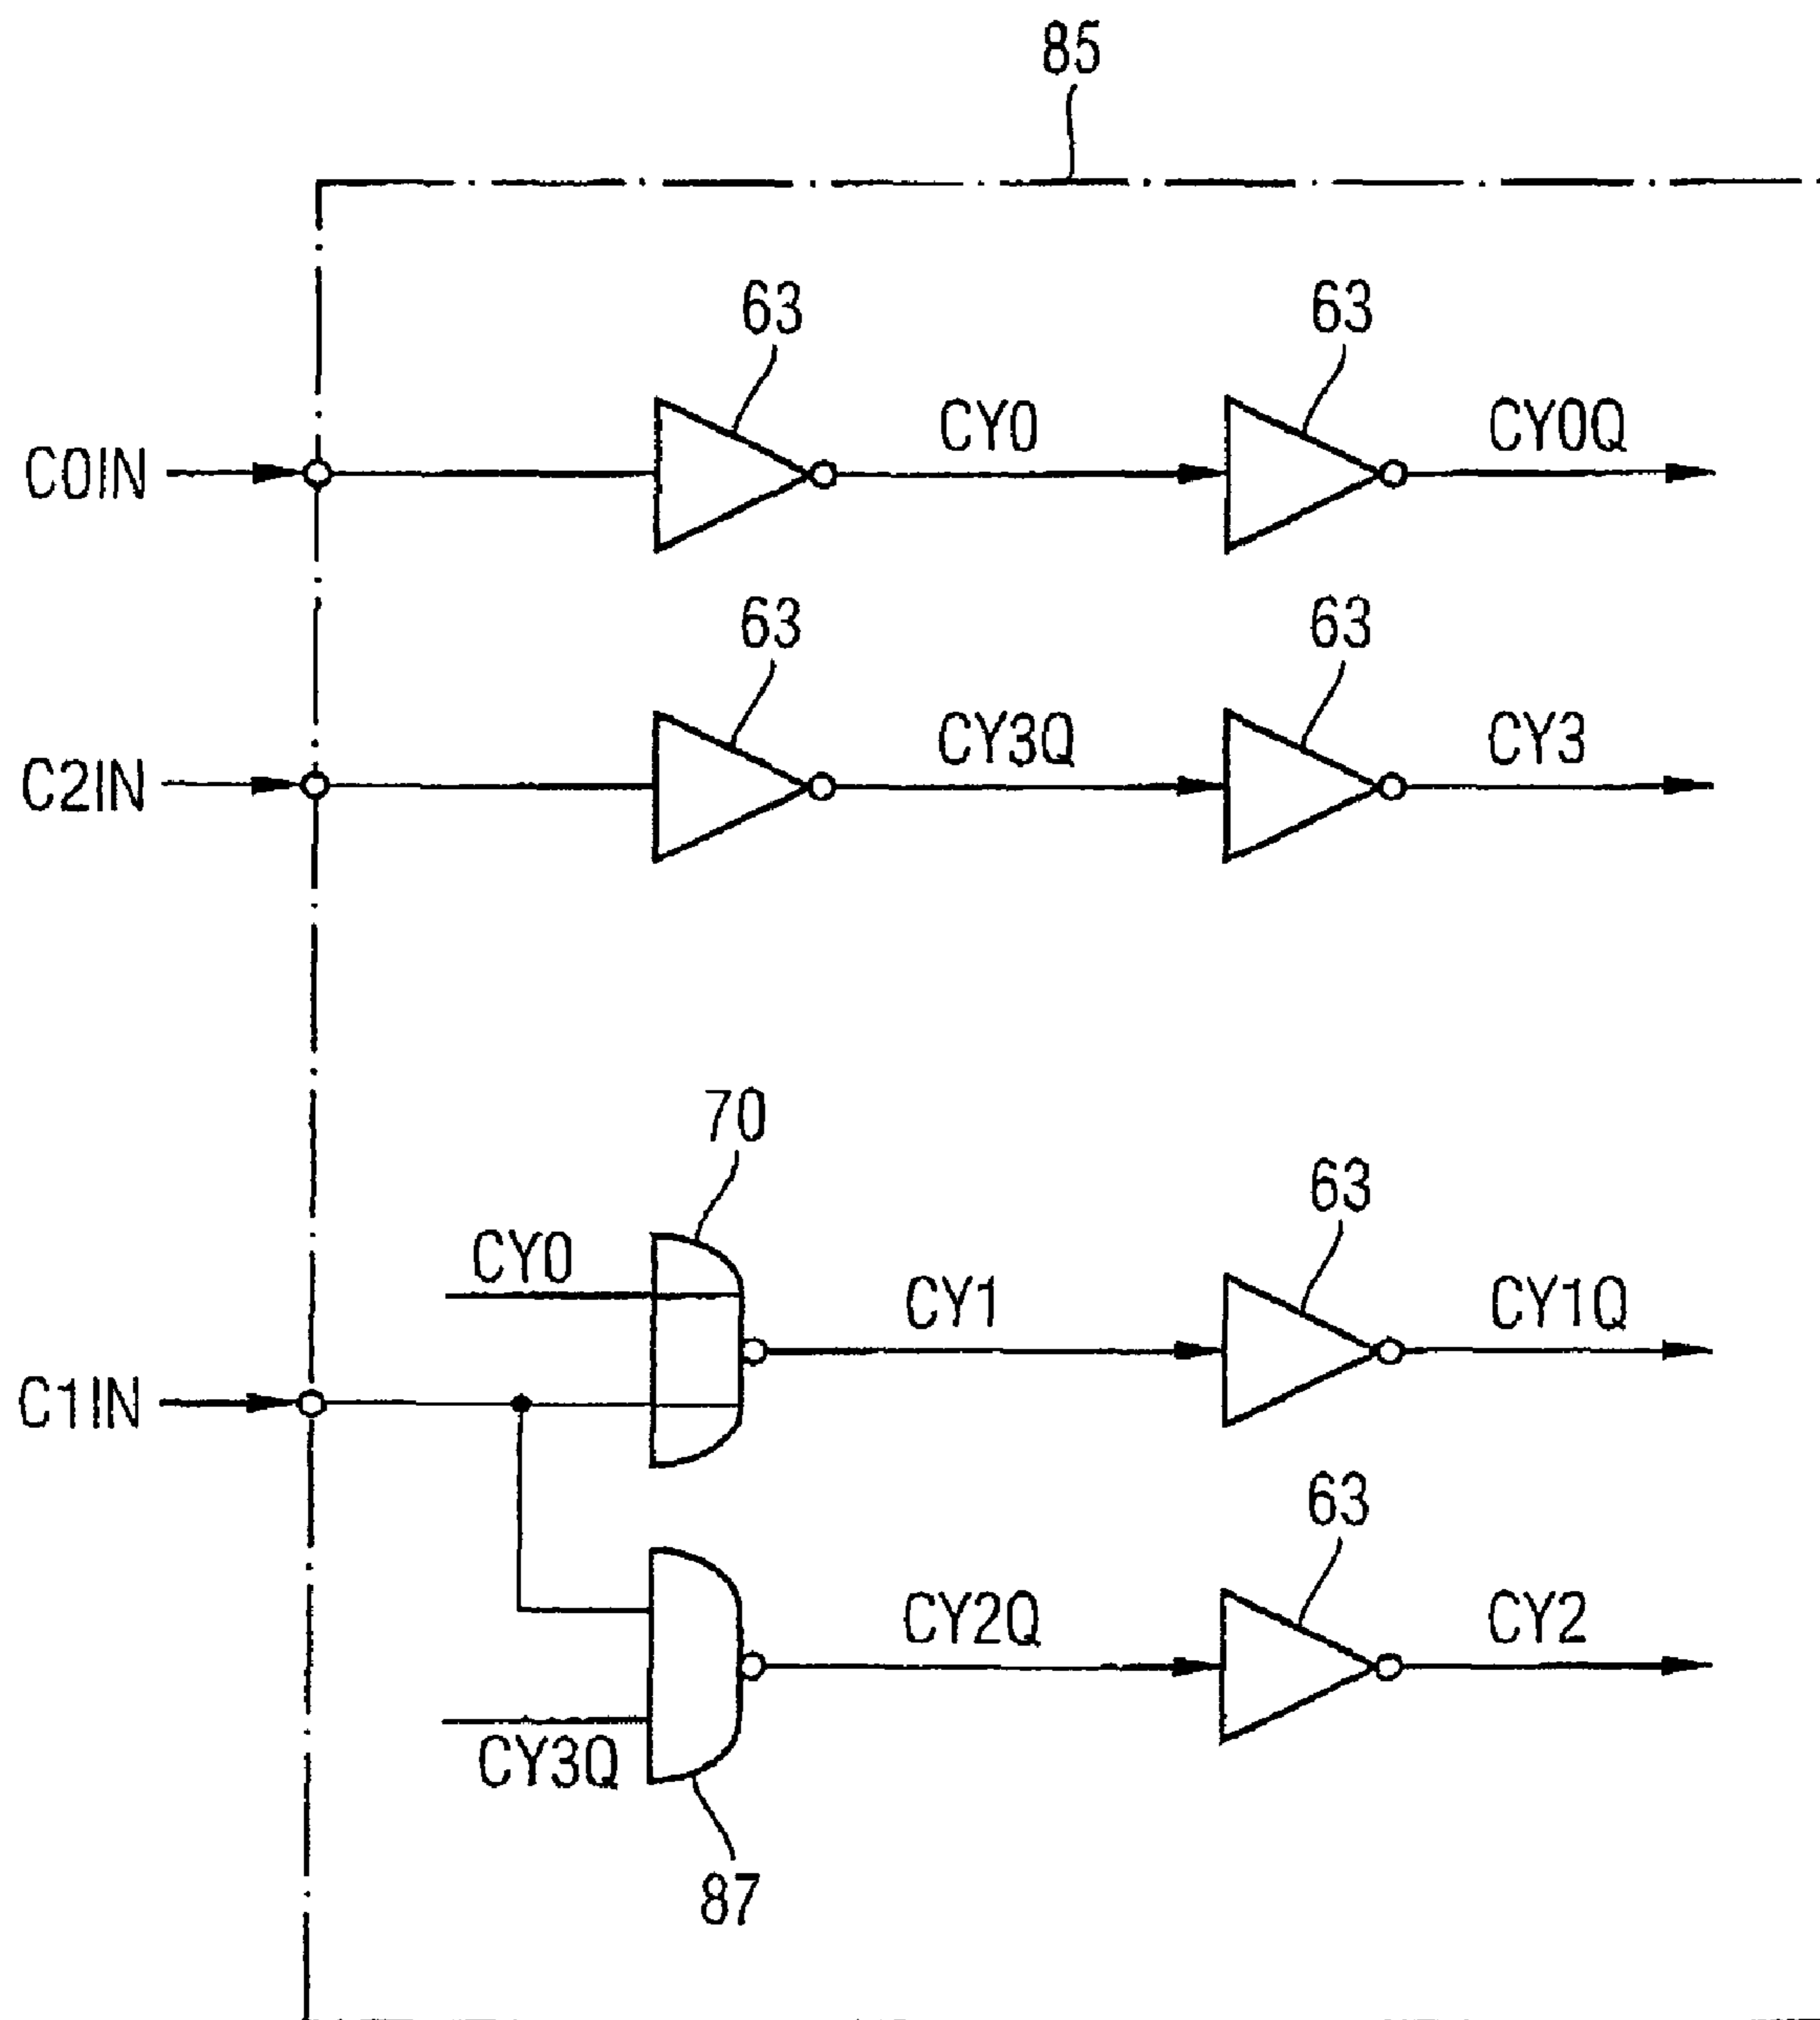 85
63 63
C0IN CY0 CY0Q
63 63
C2IN CY3Q CY3
70
63
CY0 CY1 CY1Q
C1IN
63
CY2Q CY2
CY3Q
87